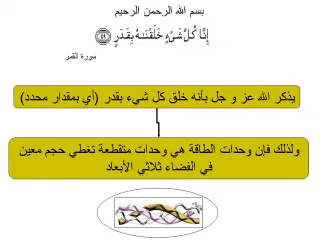 بسم الله الرحمن الرحيم
إِنَّا كُلَّ شَىْءٍ خَلَقْنَـٰهُ بِقَدَرٍ ﴿٤٩﴾
سورة القمر
يذكر الله عز و جل بأنه خلق كل شيء بقدر (أي بمقدار محدد)
ولذلك فإن وحدات الطاقة هي وحدات متقطعة تغطي حجم معين
في الفضاء ثلاثي الأبعاد